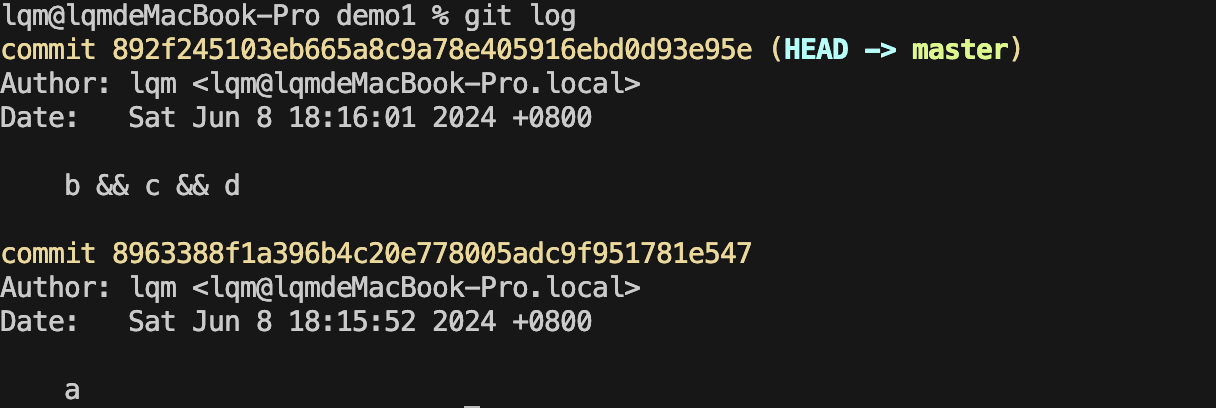 lqm@lqmdeMacBook-Pro demo1 % git log
commit 892f245103eb665a8c9a78e405916ebd0d93e95e (HEAD -> master)
Author: lqm <lqm@lqmdeMacBook-Pro.local>
Date:   Sat Jun 8 18:16:01 2024 +0800
b && c && d
commit 8963388f1a396b4c20e778005adc9f951781e547
Author: lqm <lqm@lqmdeMacBook-Pro.local>
Date:   Sat Jun 8 18:15:52 2024 +0800
a